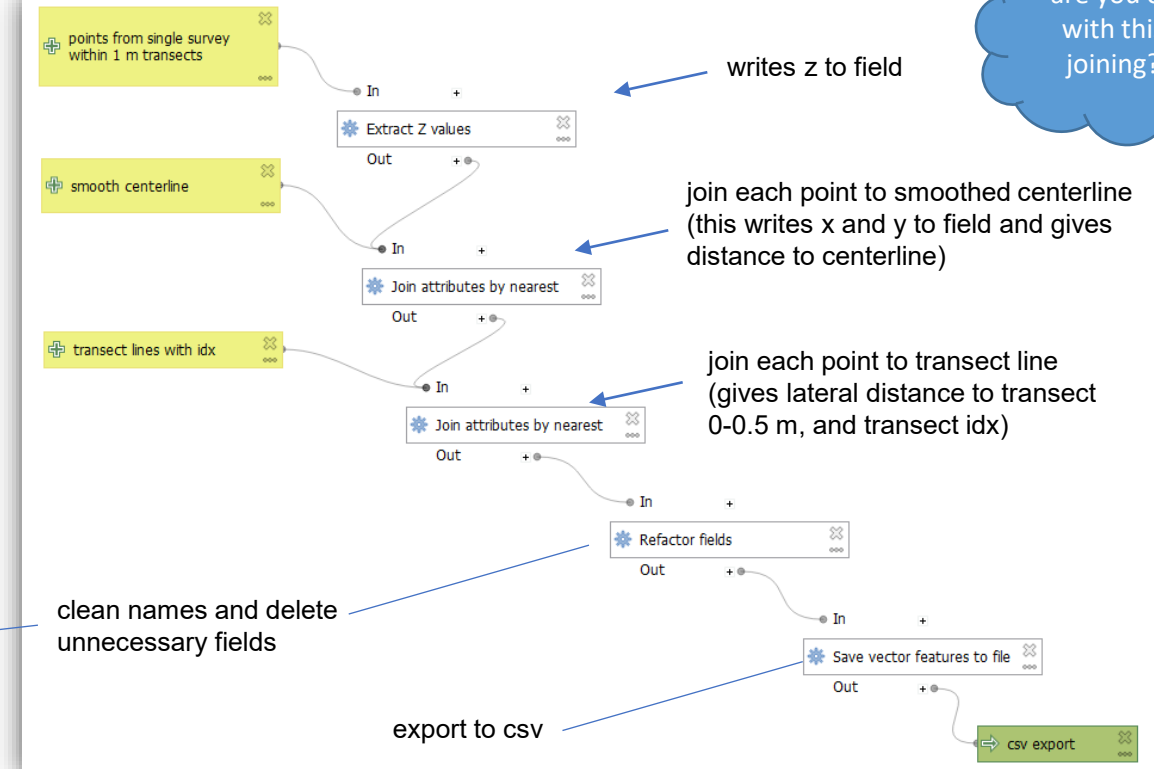 are you
with thi
joining?
points from single survey
within 1 m transects
writes z to field
In
Extract Z values
Out
smooth centerline
join each point to smoothed centerline
(this writes x and y to field and gives
distance to centerline)
In
Join attributes by nearest
Out
transect lines with idx
join each point to transect line
(gives lateral distance to transect
0-0.5 m, and transect idx)
In
Join attributes by nearest
Out
In
Refactor fields
Out
clean names and delete
unnecessary fields
In
Save vector features to file
Out
export to csv
csv export